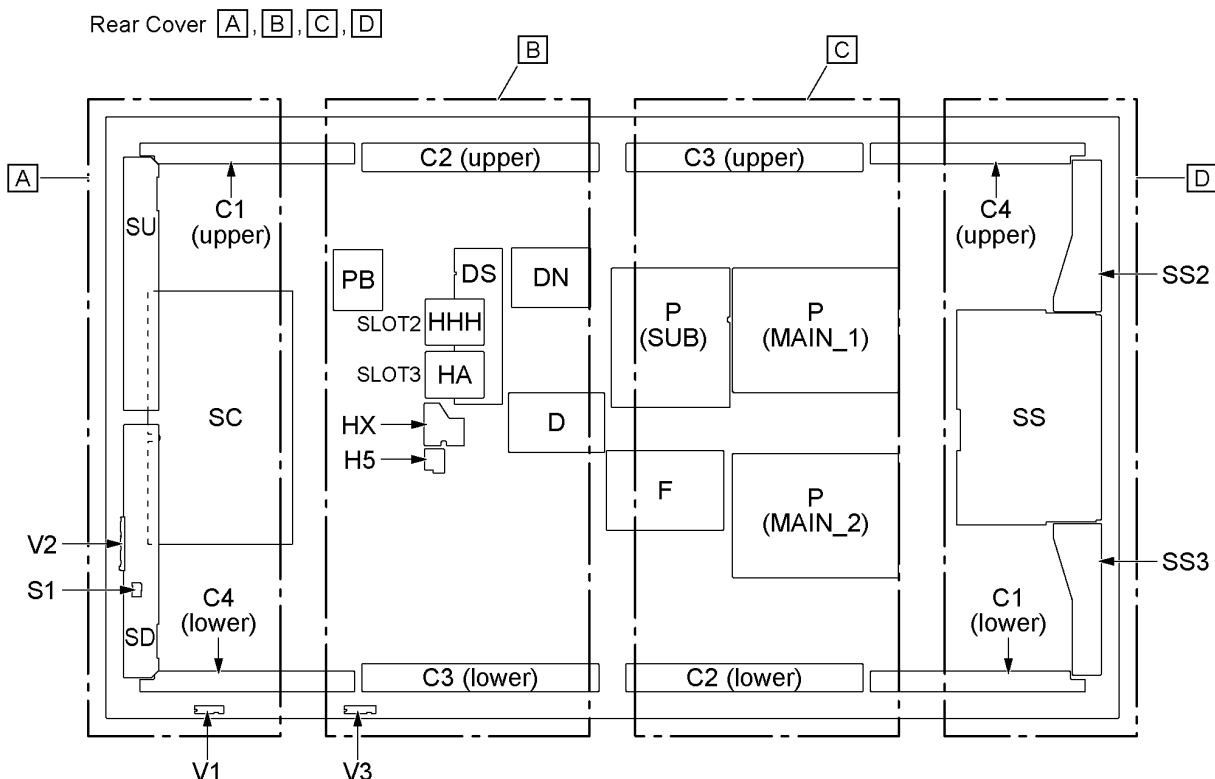 Rear Cover A, B, C, D
B
C
A
D
C2 (upper)
C3 (upper)
C1
(upper)
C4
(upper)
SU
PB
DS
DN
SLOT2
HHH
SLOT3
HA
P
(SUB)
P
(MAIN_1)
SS2
SC
HX
H5
D
SS
F
P
(MAIN_2)
V2
S1
SD
SS3
C4
(lower)
C1
(lower)
C3 (lower)
C2 (lower)
V1
V3